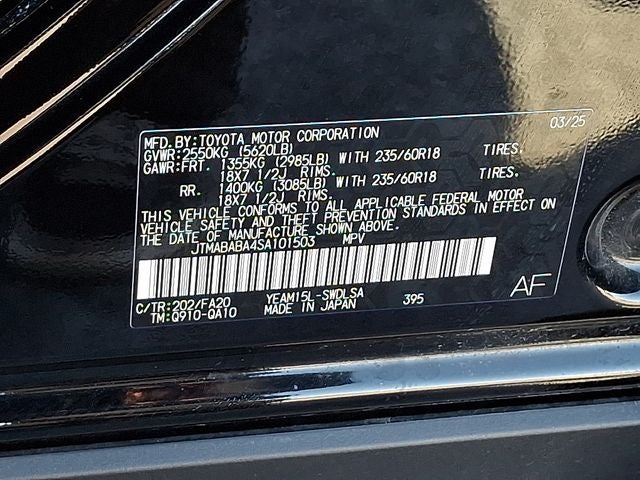 03/25
MFD.BY:TOYOTA MOTOR CORPORATION
GVWR:2550KG (5620LB)
GAWR:FRT. 1355KG (2985LB) WITH 235/60R18 TIRES.
18X7 1/2J RIMS.
RR. 1400KG (3085LB) WITH 235/60R18 TIRES.
18X7 1/2J RIMS.
THIS VEHICLE CONFORMS TO ALL APPLICABLE FEDERAL MOTOR
VEHICLE SAFETY AND THEFT PREVENTION STANDARDS IN EFFECT ON
THE DATE OF MANUFACTURE SHOWN ABOVE.
JTMABABA4SA101503 MPV
C/TR:202/FA20 YEAM15L-SWDLSA 395 AF
TM:Q910-QA10 MADE IN JAPAN